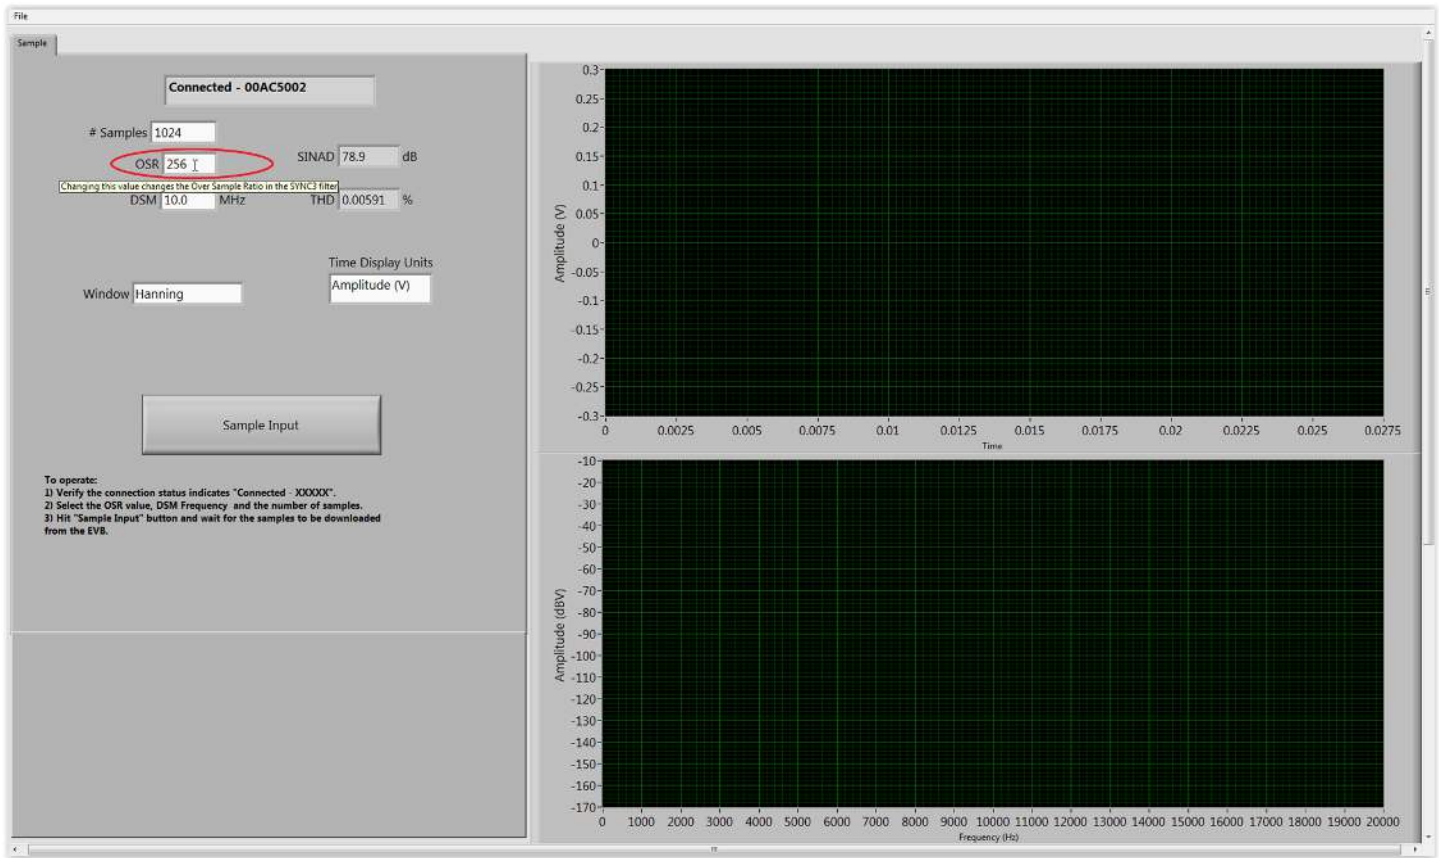 File
Sample
Connected - 00AC5002
# Samples 1024
OSR 256
SINAD 78.9 dB
Changing this value changes the Over Sample Ratio in the SYNC3 filter
DSM 10.0 MHz
THD 0.00591 %
Time Display Units
Amplitude (V)
Window Hanning
Sample Input
To operate:
1) Verify the connection status indicates "Connected - XXXXX".
2) Select the OSR value, DSM Frequency and the number of samples.
3) Hit "Sample Input" button and wait for the samples to be downloaded
from the EVB.
Amplitude (V)
0.3
0.25
0.2
0.15
0.1
0.05
0
-0.05
-0.1
-0.15
-0.2
-0.25
-0.3
0 0.0025 0.005 0.0075 0.01 0.0125 0.015 0.0175 0.02 0.0225 0.025 0.0275
Time
Amplitude (dBV)
-10
-20
-30
-40
-50
-60
-70
-80
-90
-100
-110
-120
-130
-140
-150
-160
-170
0 1000 2000 3000 4000 5000 6000 7000 8000 9000 10000 11000 12000 13000 14000 15000 16000 17000 18000 19000 20000
Frequency (Hz)